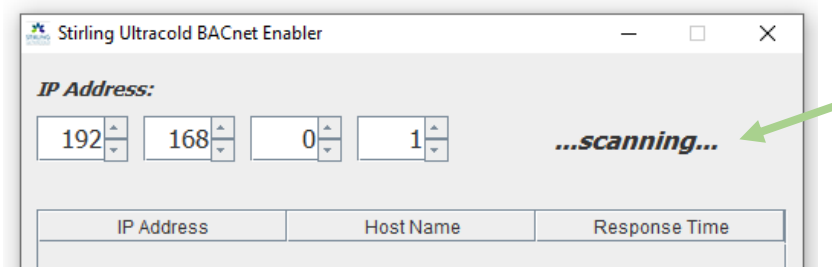 Stirling Ultracold BACnet Enabler
IP Address:
192 168 0 1 ...scanning...
IP Address Host Name Response Time